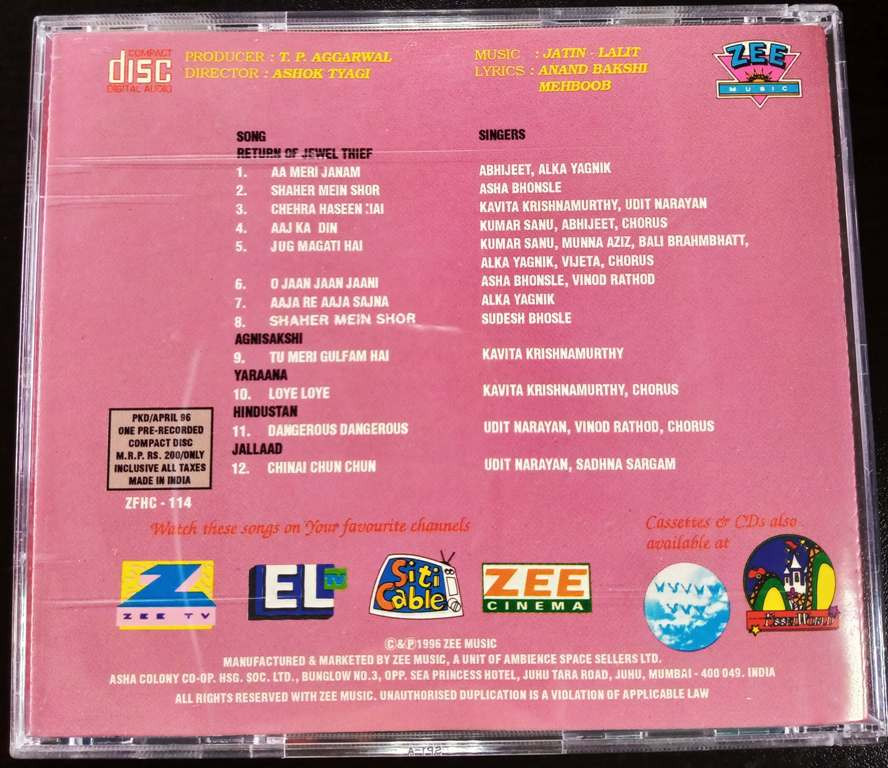 COMPACT
disc
DIGITAL AUDIO
PRODUCER : T. P. AGGARWAL
DIRECTOR : ASHOK TYAGI
MUSIC : JATIN - LALIT
LYRICS : ANAND BAKSHI
MEHBOOB
ZEE
MUSIC
SONG SINGERS
RETURN OF JEWEL THIEF
1. AA MERI JANAM ABHIJEET, ALKA YAGNIK
2. SHAHER MEIN SHOR ASHA BHONSLE
3. CHEHRA HASEEN HAI KAVITA KRISHNAMURTHY, UDIT NARAYAN
4. AAJ KA DIN KUMAR SANU, ABHIJEET, CHORUS
5. JUG MAGATI HAI KUMAR SANU, MUNNA AZIZ, BALI BRAHMBHATT,
ALKA YAGNIK, VIJETA, CHORUS
6. O JAAN JAAN JAANI ASHA BHONSLE, VINOD RATHOD
7. AAJA RE AAJA SAJNA ALKA YAGNIK
8. SHAHER MEIN SHOR SUDESH BHOSLE
AGNISAKSHI
9. TU MERI GULFAM HAI KAVITA KRISHNAMURTHY
YARAANA
10. LOYE LOYE KAVITA KRISHNAMURTHY, CHORUS
HINDUSTAN
11. DANGEROUS DANGEROUS UDIT NARAYAN, VINOD RATHOD, CHORUS
JALLAAD
12. CHINAI CHUN CHUN UDIT NARAYAN, SADHNA SARGAM
PKD/APRIL 96
ONE PRE-RECORDED
COMPACT DISC
M.R.P. RS. 200/ONLY
INCLUSIVE ALL TAXES
MADE IN INDIA
ZFHC - 114
Watch these songs on Your favourite channels
Cassettes & CDs also
available at
Z
ZEE TV
EL TV
Siti
Cable
ZEE
CINEMA
ESSELWORLD
©&℗1996 ZEE MUSIC
MANUFACTURED & MARKETED BY ZEE MUSIC, A UNIT OF AMBIENCE SPACE SELLERS LTD.
ASHA COLONY CO-OP. HSG. SOC. LTD., BUNGLOW NO.3, OPP. SEA PRINCESS HOTEL, JUHU TARA ROAD, JUHU, MUMBAI - 400 049. INDIA
ALL RIGHTS RESERVED WITH ZEE MUSIC. UNAUTHORISED DUPLICATION IS A VIOLATION OF APPLICABLE LAW